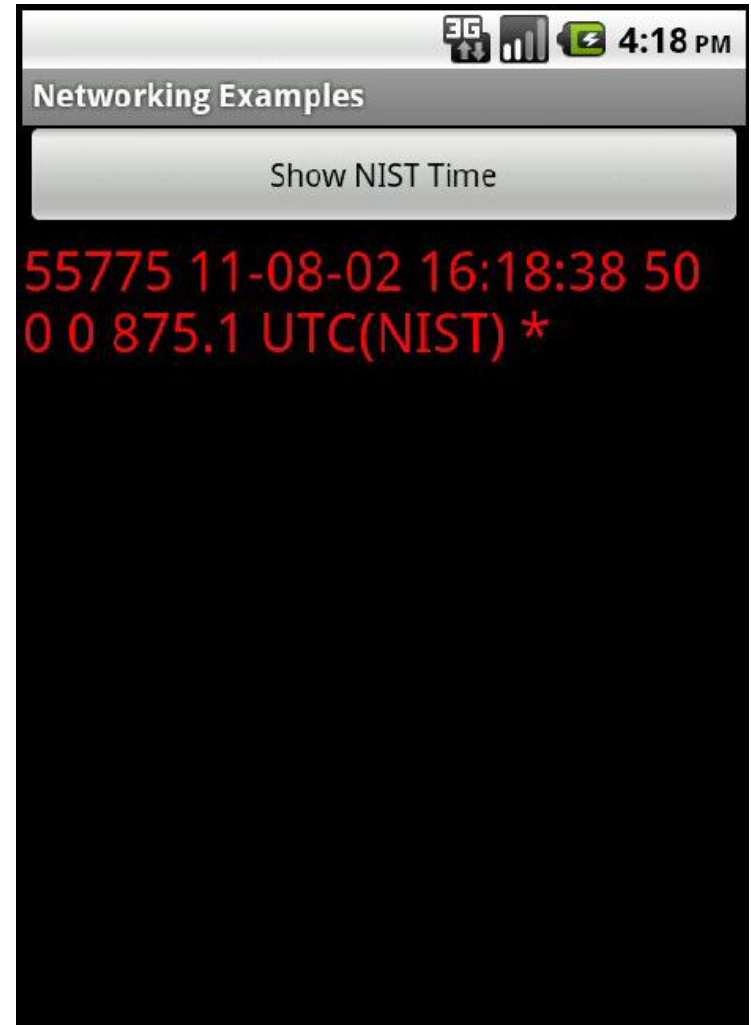 3G 4:18 PM
Networking Examples
Show NIST Time
55775 11-08-02 16:18:38 50
0 0 875.1 UTC(NIST) *